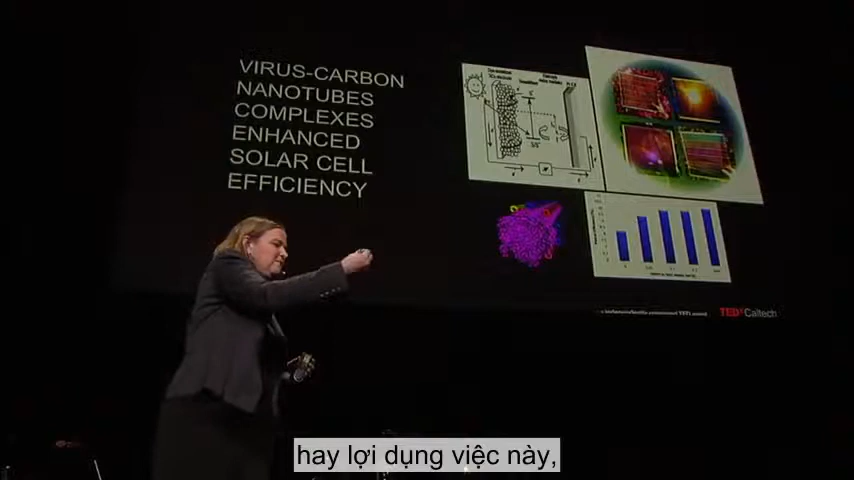 VIRUS-CARBON
NANOTUBES
COMPLEXES
ENHANCED
SOLAR CELL
EFFICIENCY
TEDxCaltech
hay lợi dụng việc này,